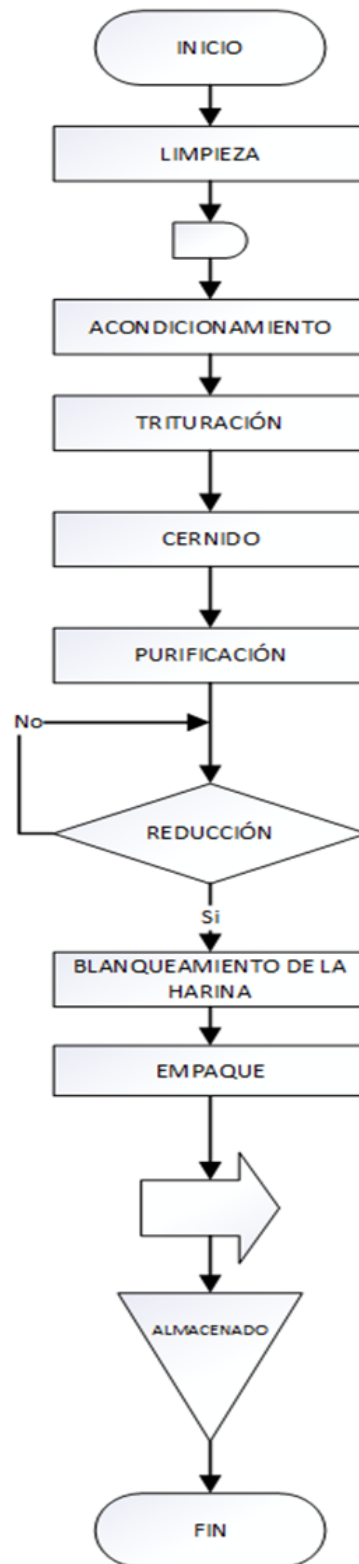 INICIO
LIMPIEZA
ACONDICIONAMIENTO
TRITURACIÓN
CERNIDO
PURIFICACIÓN
No
REDUCCIÓN
Si
BLANQUEAMIENTO DE LA
HARINA
EMPAQUE
ALMACENADO
FIN